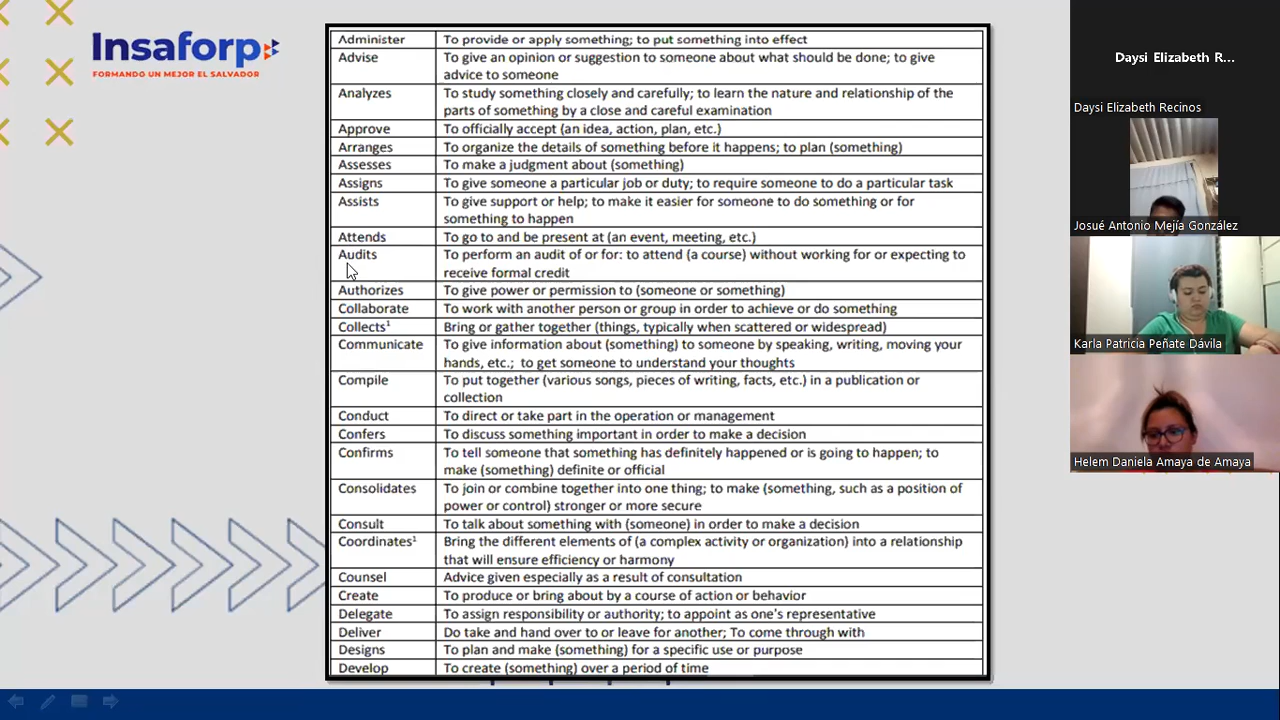 Insaforp
FORMANDO UN MEJOR EL SALVADOR
Administer To provide or apply something; to put something into effect
Advise To give an opinion or suggestion to someone about what should be done; to give
advice to someone
Analyzes To study something closely and carefully; to learn the nature and relationship of the
parts of something by a close and careful examination
Approve To officially accept (an idea, action, plan, etc.)
Arranges To organize the details of something before it happens; to plan (something)
Assesses To make a judgment about (something)
Assigns To give someone a particular job or duty; to require someone to do a particular task
Assists To give support or help; to make it easier for someone to do something or for
something to happen
Attends To go to and be present at (an event, meeting, etc.)
Audits To perform an audit of or for: to attend (a course) without working for or expecting to
receive formal credit
Authorizes To give power or permission to (someone or something)
Collaborate To work with another person or group in order to achieve or do something
Collects¹ Bring or gather together (things, typically when scattered or widespread)
Communicate To give information about (something) to someone by speaking, writing, moving your
hands, etc.; to get someone to understand your thoughts
Compile To put together (various songs, pieces of writing, facts, etc.) in a publication or
collection
Conduct To direct or take part in the operation or management
Confers To discuss something important in order to make a decision
Confirms To tell someone that something has definitely happened or is going to happen; to
make (something) definite or official
Consolidates To join or combine together into one thing; to make (something, such as a position of
power or control) stronger or more secure
Consult To talk about something with (someone) in order to make a decision
Coordinates¹ Bring the different elements of (a complex activity or organization) into a relationship
that will ensure efficiency or harmony
Counsel Advice given especially as a result of consultation
Create To produce or bring about by a course of action or behavior
Delegate To assign responsibility or authority; to appoint as one's representative
Deliver Do take and hand over to or leave for another; To come through with
Designs To plan and make (something) for a specific use or purpose
Develop To create (something) over a period of time
Daysi Elizabeth R...
Daysi Elizabeth Recinos
Josué Antonio Mejía González
Karla Patricia Peñate Dávila
Helem Daniela Amaya de Amaya